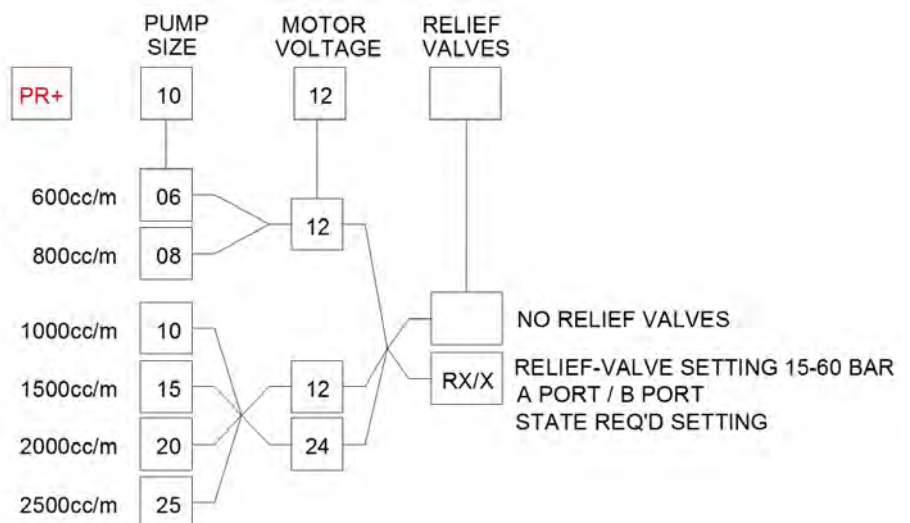 PUMP SIZE
MOTOR VOLTAGE
RELIEF VALVES
PR+
10
12
600cc/m
06
12
800cc/m
08
1000cc/m
10
NO RELIEF VALVES
1500cc/m
15
12
RX/X
RELIEF-VALVE SETTING 15-60 BAR
A PORT / B PORT
STATE REQ'D SETTING
2000cc/m
20
24
2500cc/m
25